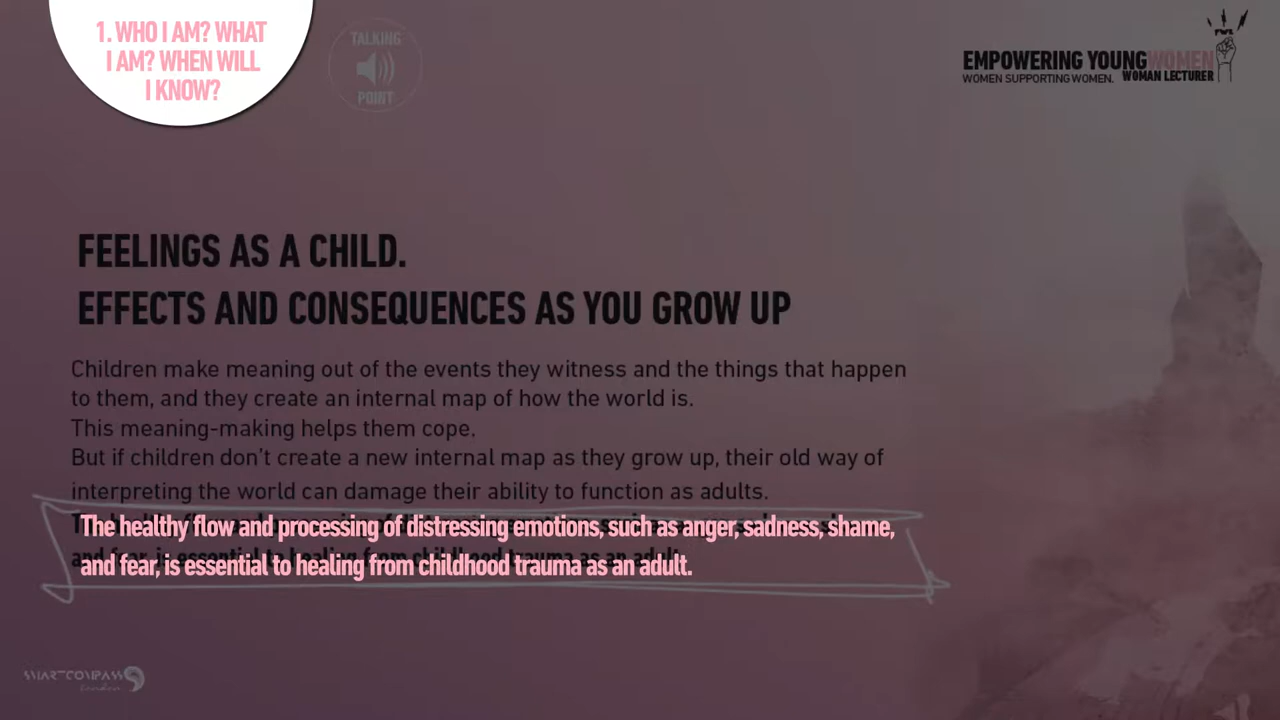 1. WHO I AM? WHAT
I AM? WHEN WILL
I KNOW?
TALKING
POINT
EMPOWERING YOUNG WOMEN
WOMEN SUPPORTING WOMEN. WOMAN LECTURER
FEELINGS AS A CHILD.
EFFECTS AND CONSEQUENCES AS YOU GROW UP
Children make meaning out of the events they witness and the things that happen
to them, and they create an internal map of how the world is.
This meaning-making helps them cope.
But if children don't create a new internal map as they grow up, their old way of
interpreting the world can damage their ability to function as adults.
The healthy flow and processing of distressing emotions, such as anger, sadness, shame,
and fear, is essential to healing from childhood trauma as an adult.
SMARTCOMPASS
London